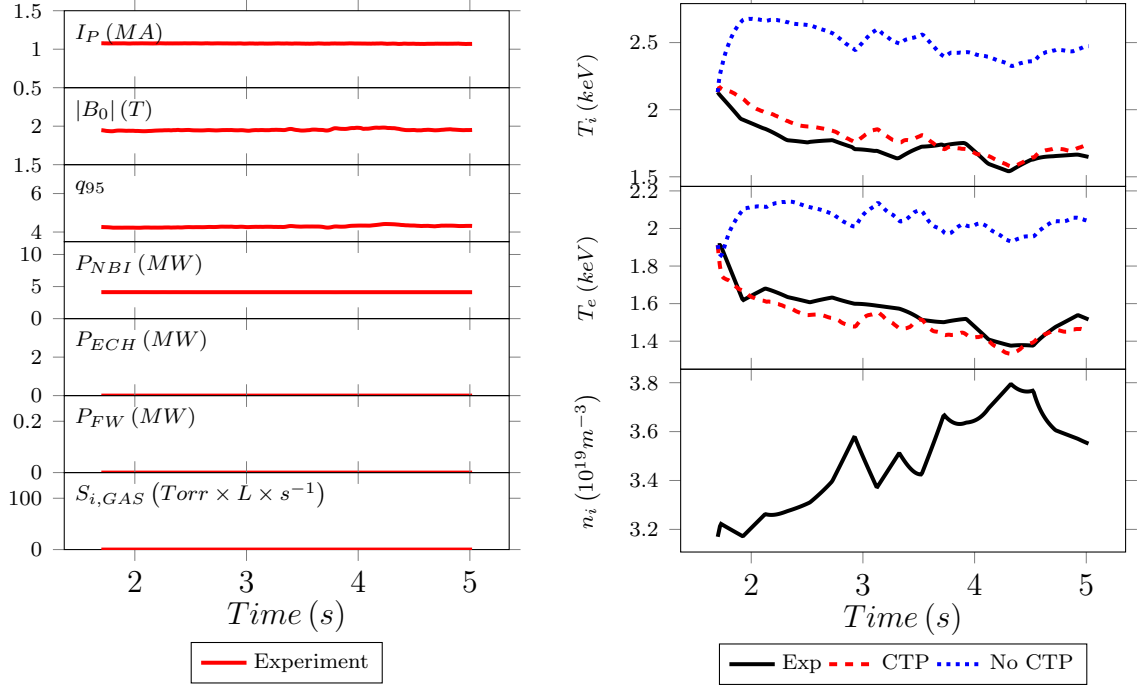 1.5
I_P (MA)
1
0.5
|B_0| (T)
2
1.5
q_95
6
4
P_NBI (MW)
10
5
0
P_ECH (MW)
2
0
P_FW (MW)
0.2
0
S_i,GAS (Torr × L × s^−1)
100
0
2 3 4 5
Time (s)
Experiment
T_i (keV)
2.5
2
1.5
T_e (keV)
2.2
2
1.8
1.6
1.4
n_i (10^19 m^−3)
3.8
3.6
3.4
3.2
2 3 4 5
Time (s)
Exp CTP No CTP